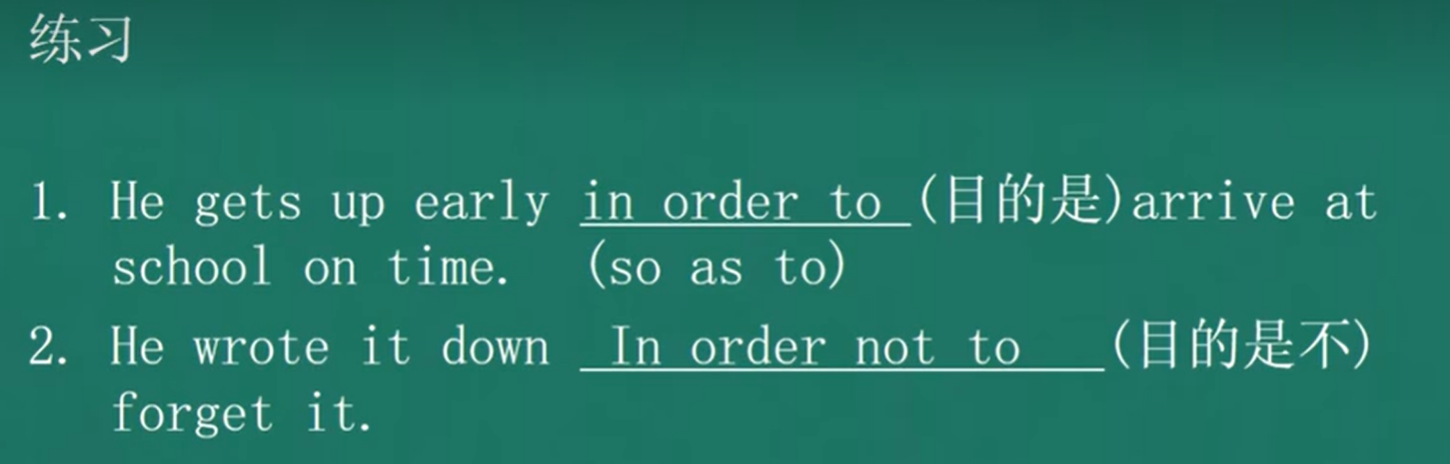 练习
1. He gets up early in order to (目的是)arrive at
school on time. (so as to)
2. He wrote it down In order not to (目的是不)
forget it.